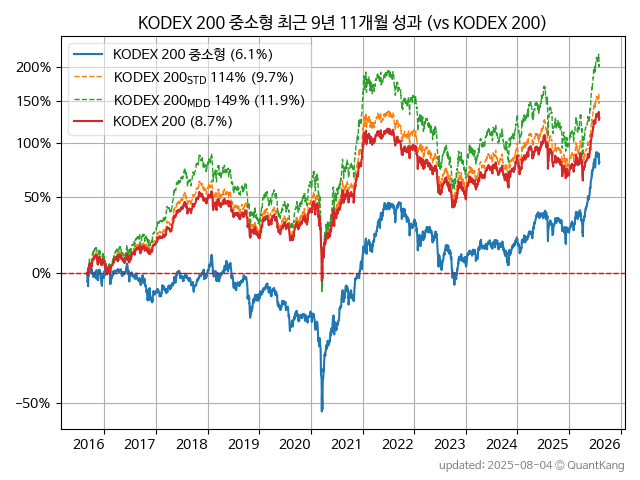 KODEX 200 중소형 최근 9년 11개월 성과 (vs KODEX 200)
KODEX 200 중소형 (6.1%)
KODEX 200STD 114% (9.7%)
KODEX 200MDD 149% (11.9%)
KODEX 200 (8.7%)
200%
150%
100%
50%
0%
−50%
2016 2017 2018 2019 2020 2021 2022 2023 2024 2025 2026
updated: 2025-08-04 © QuantKang